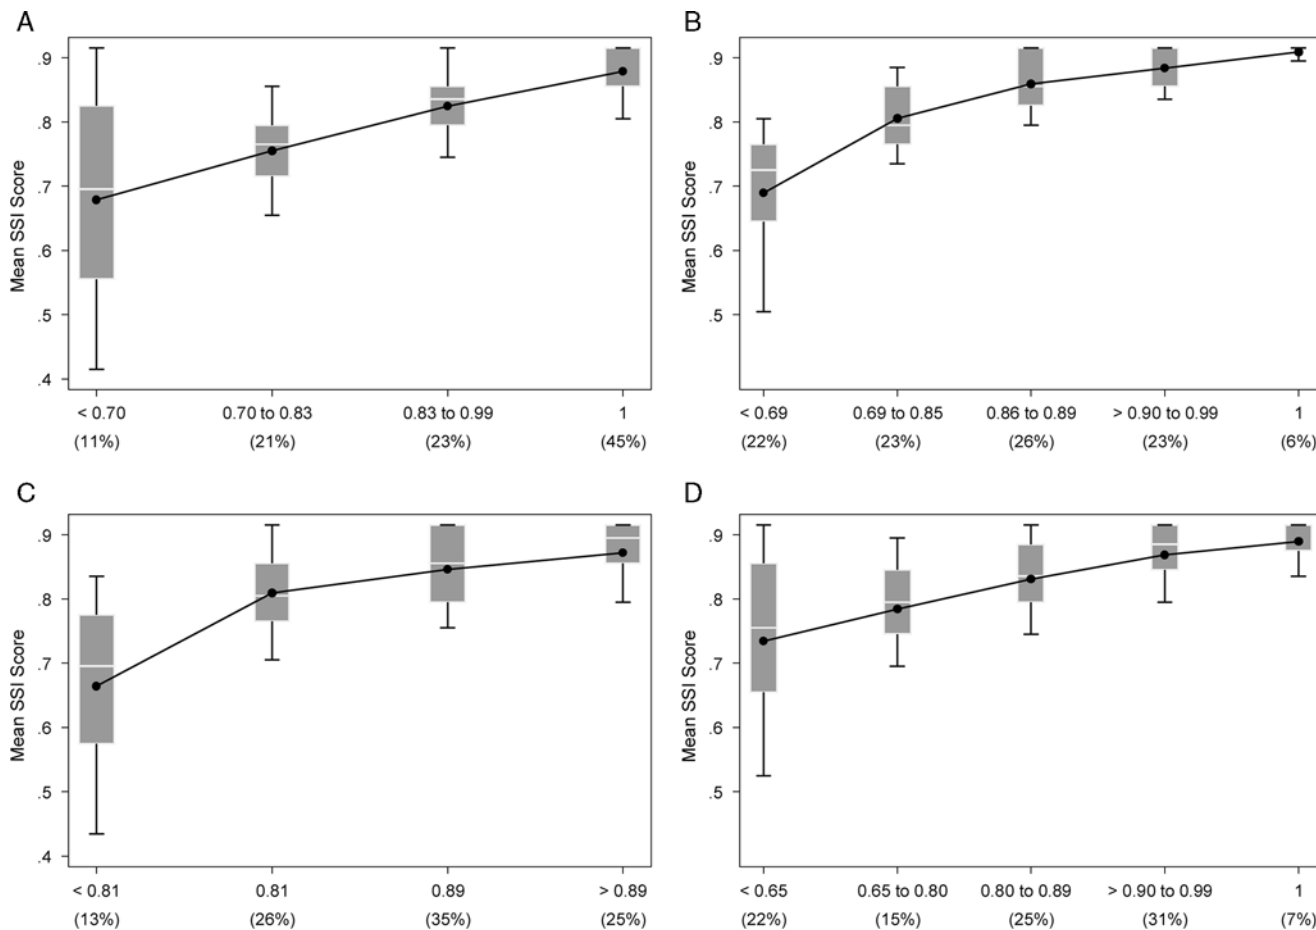 A
Mean SSI Score
.9
.8
.7
.6
.5
.4
< 0.70 0.70 to 0.83 0.83 to 0.99 1
(11%) (21%) (23%) (45%)
B
Mean SSI Score
.9
.8
.7
.6
.5
< 0.69 0.69 to 0.85 0.86 to 0.89 > 0.90 to 0.99 1
(22%) (23%) (26%) (23%) (6%)
C
Mean SSI Score
.9
.8
.7
.6
.5
.4
< 0.81 0.81 0.89 > 0.89
(13%) (26%) (35%) (25%)
D
Mean SSI Score
.9
.8
.7
.6
.5
< 0.65 0.65 to 0.80 0.80 to 0.89 > 0.90 to 0.99 1
(22%) (15%) (25%) (31%) (7%)